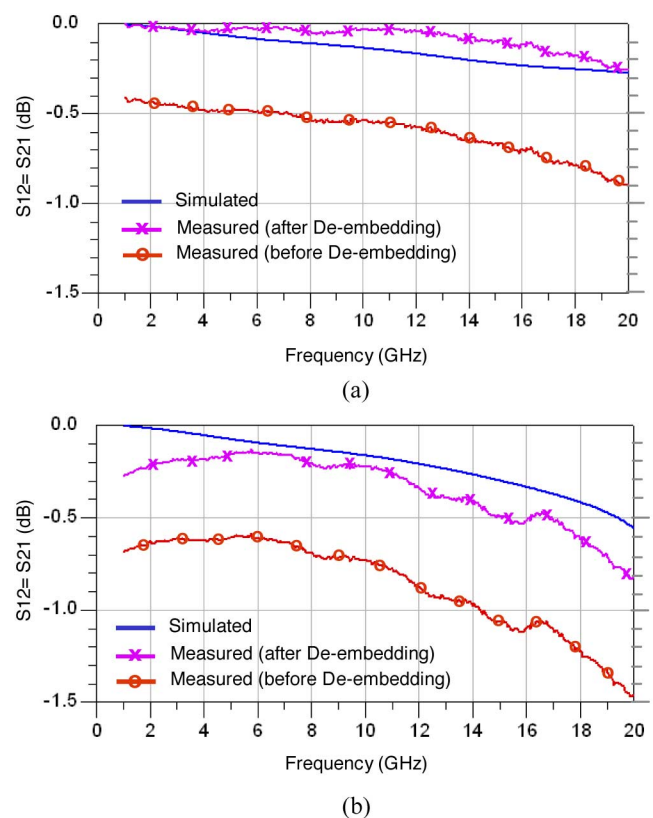 0.0
-0.5
-1.0
-1.5
S12= S21 (dB)
Simulated
Measured (after De-embedding)
Measured (before De-embedding)
0 2 4 6 8 10 12 14 16 18 20
Frequency (GHz)
(a)
0.0
-0.5
-1.0
-1.5
S12= S21 (dB)
Simulated
Measured (after De-embedding)
Measured (before De-embedding)
0 2 4 6 8 10 12 14 16 18 20
Frequency (GHz)
(b)